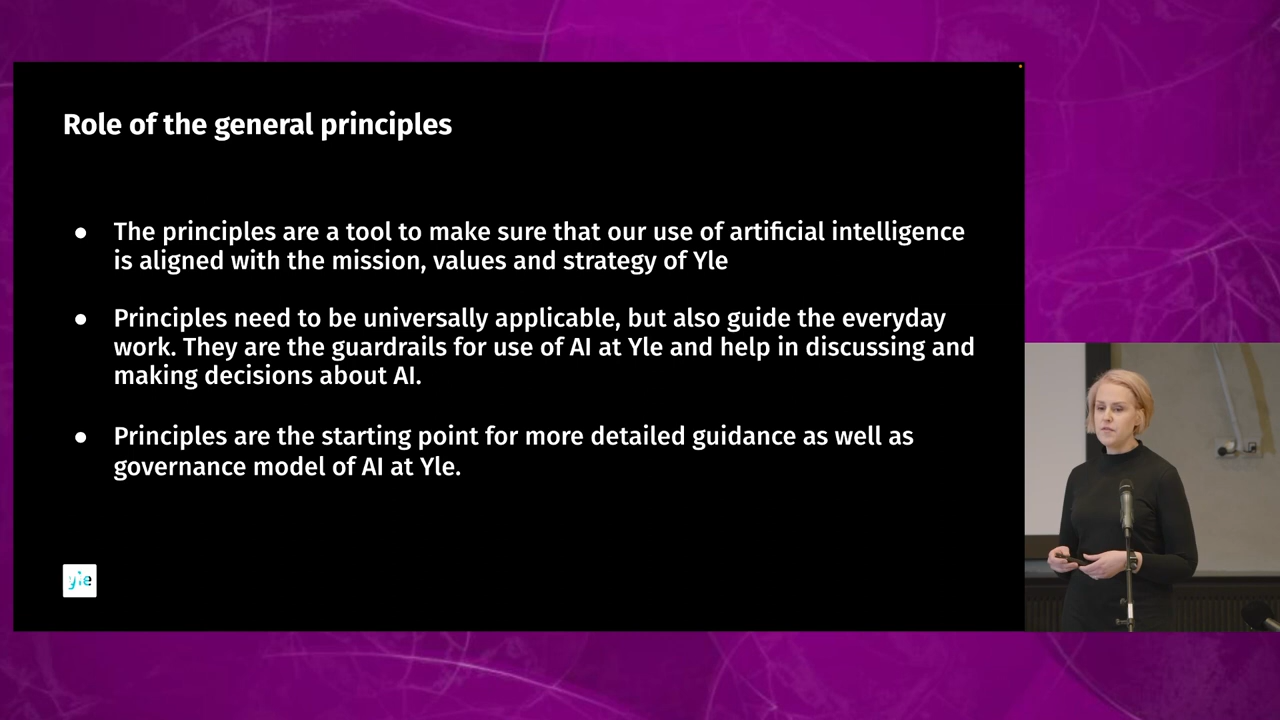 Role of the general principles
● The principles are a tool to make sure that our use of artificial intelligence
is aligned with the mission, values and strategy of Yle
● Principles need to be universally applicable, but also guide the everyday
work. They are the guardrails for use of AI at Yle and help in discussing and
making decisions about AI.
● Principles are the starting point for more detailed guidance as well as
governance model of AI at Yle.
yle